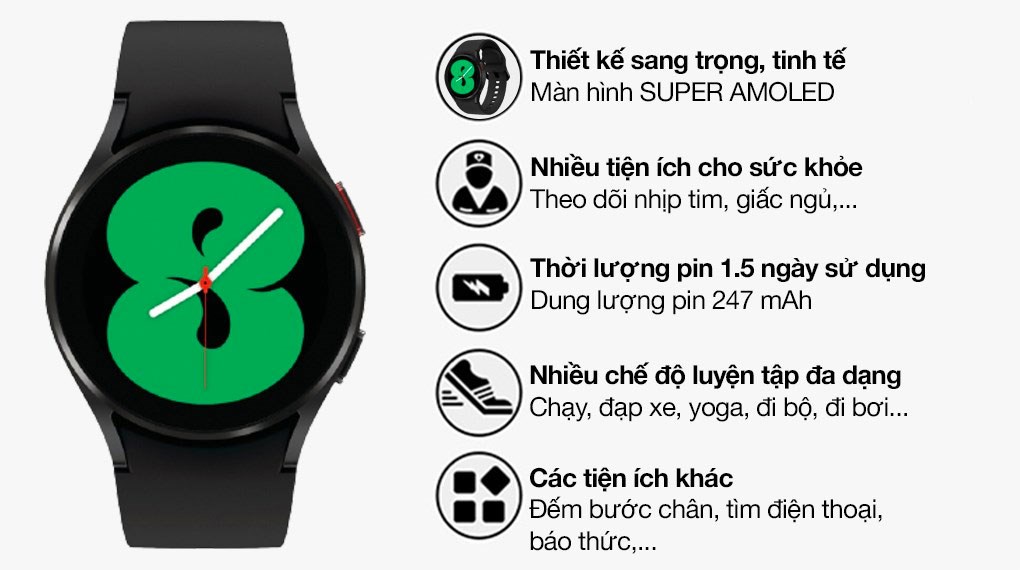 Thiết kế sang trọng, tinh tế
Màn hình SUPER AMOLED
Nhiều tiện ích cho sức khỏe
Theo dõi nhịp tim, giấc ngủ,...
Thời lượng pin 1.5 ngày sử dụng
Dung lượng pin 247 mAh
Nhiều chế độ luyện tập đa dạng
Chạy, đạp xe, yoga, đi bộ, đi bơi...
Các tiện ích khác
Đếm bước chân, tìm điện thoại,
báo thức,...